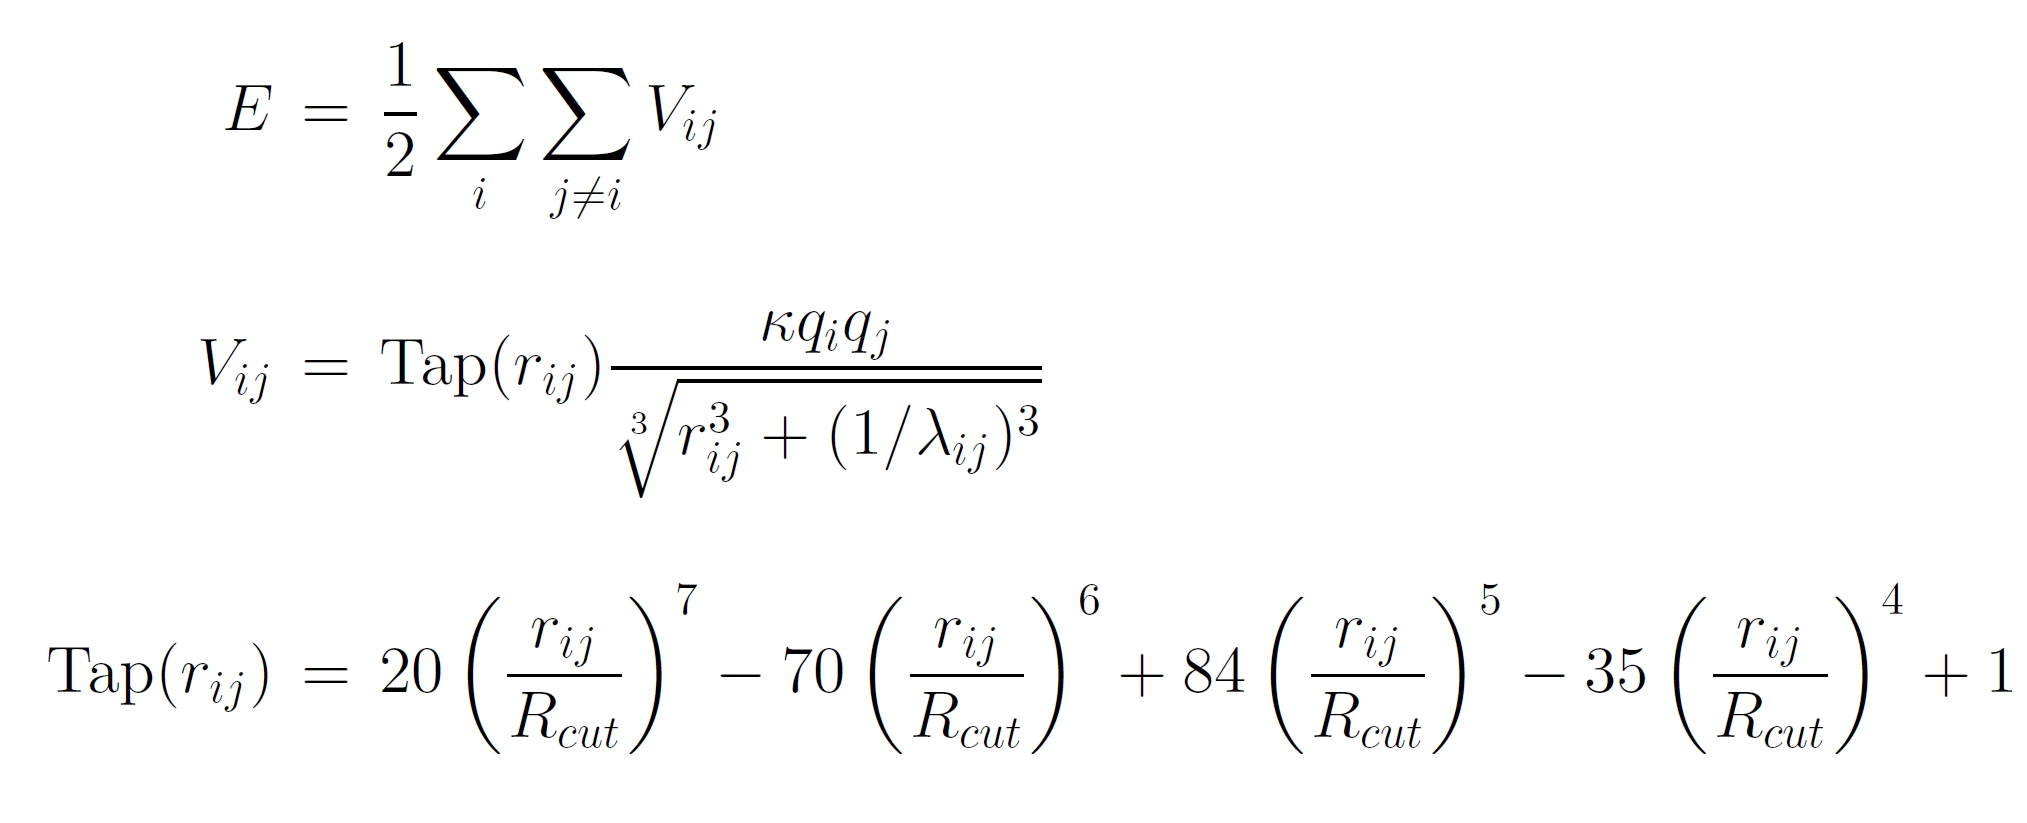 E = \frac{1}{2} \sum_{i} \sum_{j \neq i} V_{ij}
V_{ij} = \mathrm{Tap}(r_{ij}) \frac{\kappa q_i q_j}{\sqrt[3]{r_{ij}^3 + (1/\lambda_{ij})^3}}
\mathrm{Tap}(r_{ij}) = 20 \left( \frac{r_{ij}}{R_{cut}} \right)^7 - 70 \left( \frac{r_{ij}}{R_{cut}} \right)^6 + 84 \left( \frac{r_{ij}}{R_{cut}} \right)^5 - 35 \left( \frac{r_{ij}}{R_{cut}} \right)^4 + 1